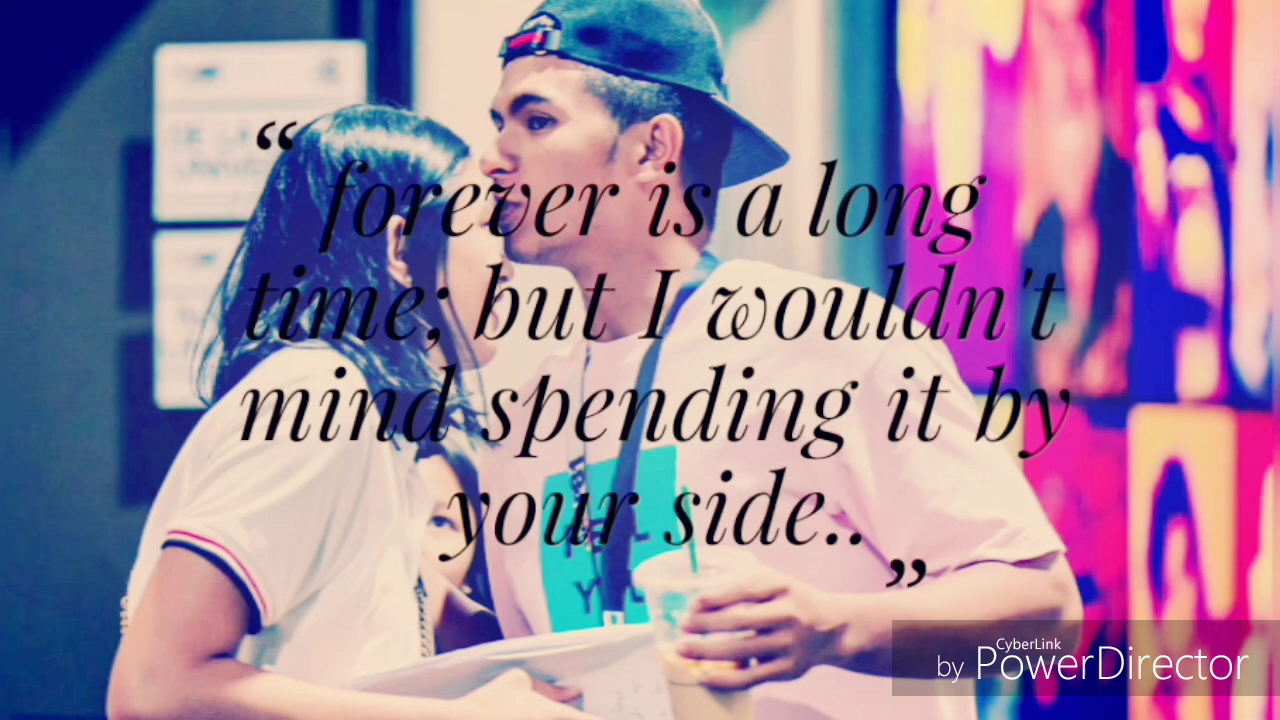 “
forever is a long
time; but I wouldn't
mind spending it by
your side..
”
CyberLink
by PowerDirector